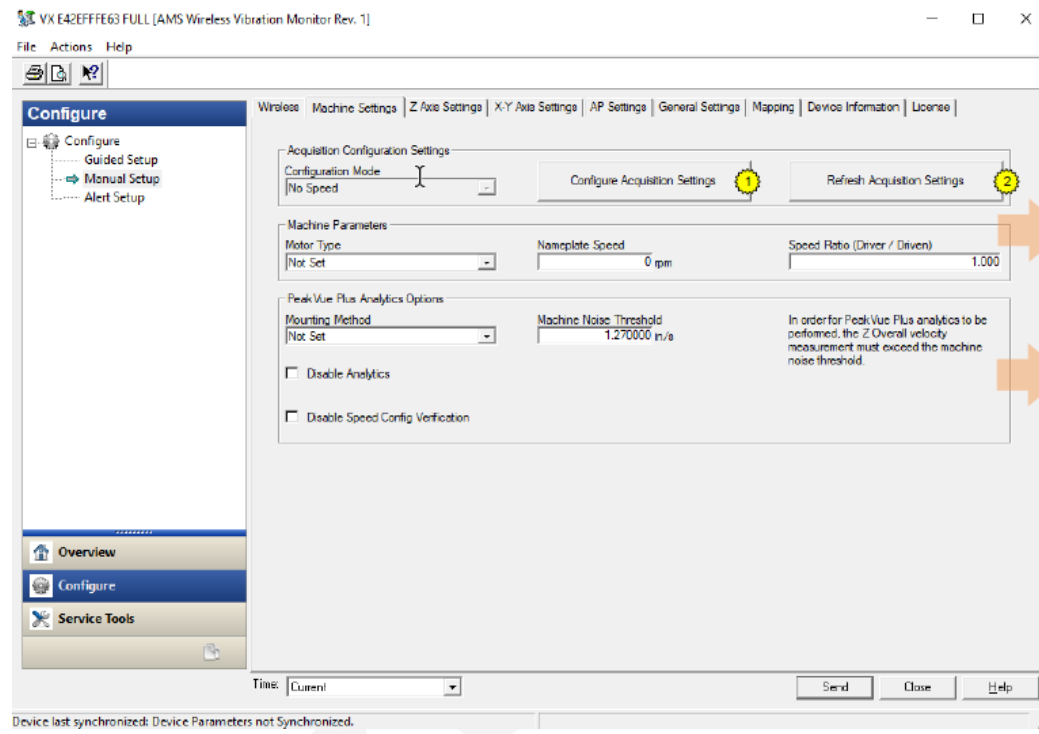 VX E42EFFFE63 FULL [AMS Wireless Vibration Monitor Rev. 1]
File Actions Help
Configure
Configure
Guided Setup
Manual Setup
Alert Setup
Overview
Configure
Service Tools
Wireless Machine Settings Z Axis Settings X-Y Axis Settings AP Settings General Settings Mapping Device Information License
Acquisition Configuration Settings
Configuration Mode
No Speed
Configure Acquisition Settings 1 Refresh Acquisition Settings 2
Machine Parameters
Motor Type Nameplate Speed Speed Ratio (Driver / Driven)
Not Set 0 rpm 1.000
PeakVue Plus Analytics Options
Mounting Method Machine Noise Threshold
Not Set 1.270000 in/s
In order for PeakVue Plus analytics to be
performed, the Z Overall velocity
measurement must exceed the machine
noise threshold.
Disable Analytics
Disable Speed Config Verification
Time: Current Send Close Help
Device last synchronized: Device Parameters not Synchronized.